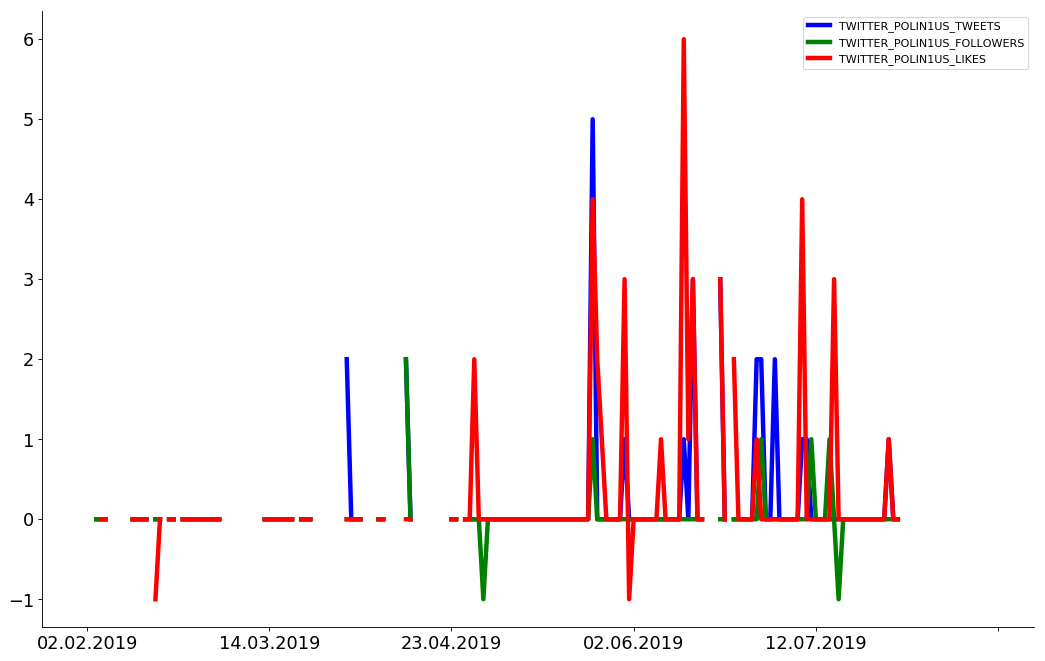 TWITTER_POLIN1US_TWEETS
TWITTER_POLIN1US_FOLLOWERS
TWITTER_POLIN1US_LIKES
6
5
4
3
2
1
0
−1
02.02.2019 14.03.2019 23.04.2019 02.06.2019 12.07.2019